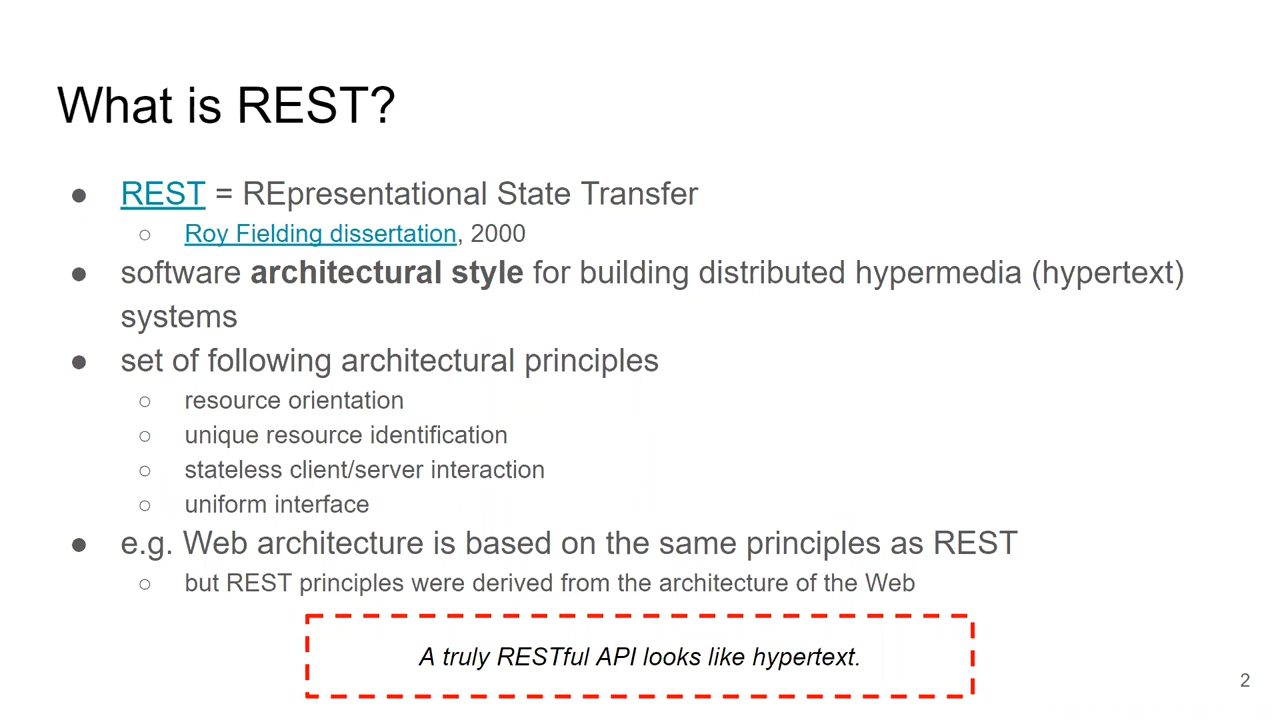 What is REST?
● REST = REpresentational State Transfer
○ Roy Fielding dissertation, 2000
● software architectural style for building distributed hypermedia (hypertext)
systems
● set of following architectural principles
○ resource orientation
○ unique resource identification
○ stateless client/server interaction
○ uniform interface
● e.g. Web architecture is based on the same principles as REST
○ but REST principles were derived from the architecture of the Web
A truly RESTful API looks like hypertext.
2